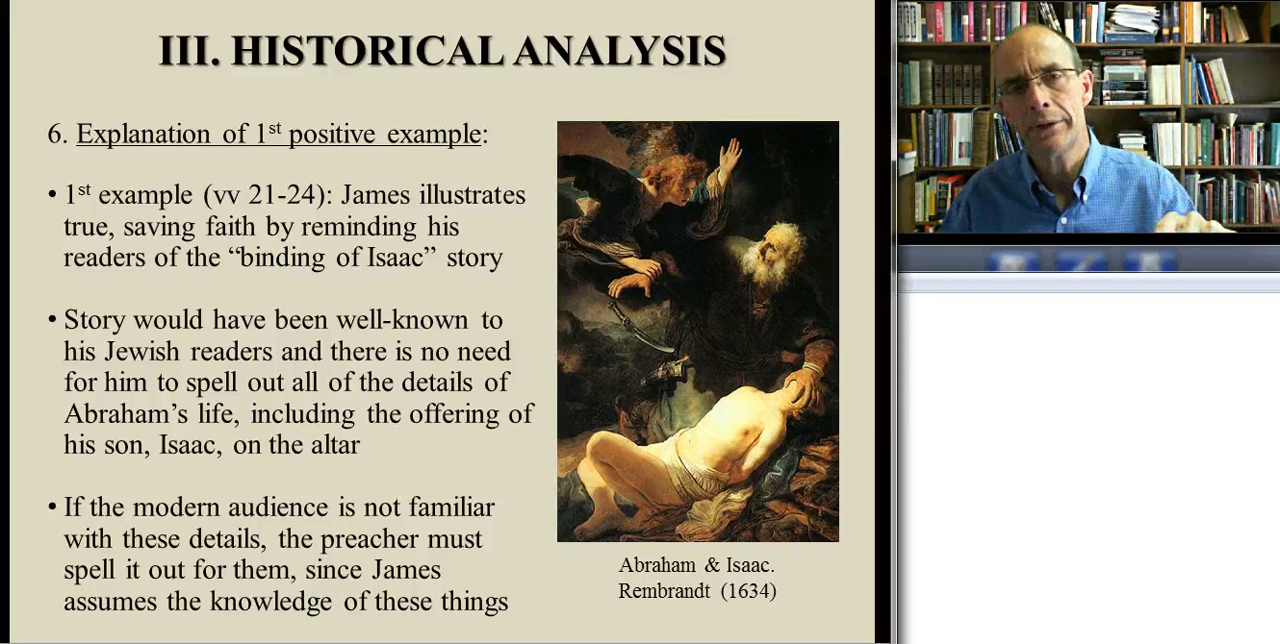 III. HISTORICAL ANALYSIS
6. Explanation of 1st positive example:
• 1st example (vv 21-24): James illustrates
true, saving faith by reminding his
readers of the “binding of Isaac” story
• Story would have been well-known to
his Jewish readers and there is no need
for him to spell out all of the details of
Abraham’s life, including the offering of
his son, Isaac, on the altar
• If the modern audience is not familiar
with these details, the preacher must
spell it out for them, since James
assumes the knowledge of these things
Abraham & Isaac.
Rembrandt (1634)